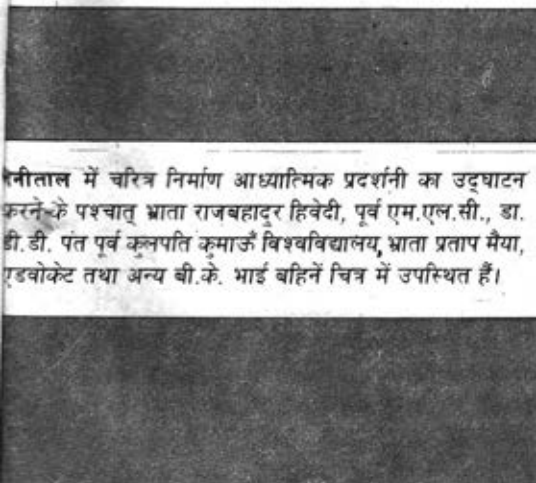 नैनीताल में चरित्र निर्माण आध्यात्मिक प्रदर्शनी का उद्घाटन
करने के पश्चात् भ्राता राजबहादुर हिवेदी, पूर्व एम.एल.सी., डा.
डी.डी. पंत पूर्व कुलपति कुमाऊँ विश्वविद्यालय, भ्राता प्रताप मैया,
एडवोकेट तथा अन्य बी.के. भाई बहिनें चित्र में उपस्थित हैं।